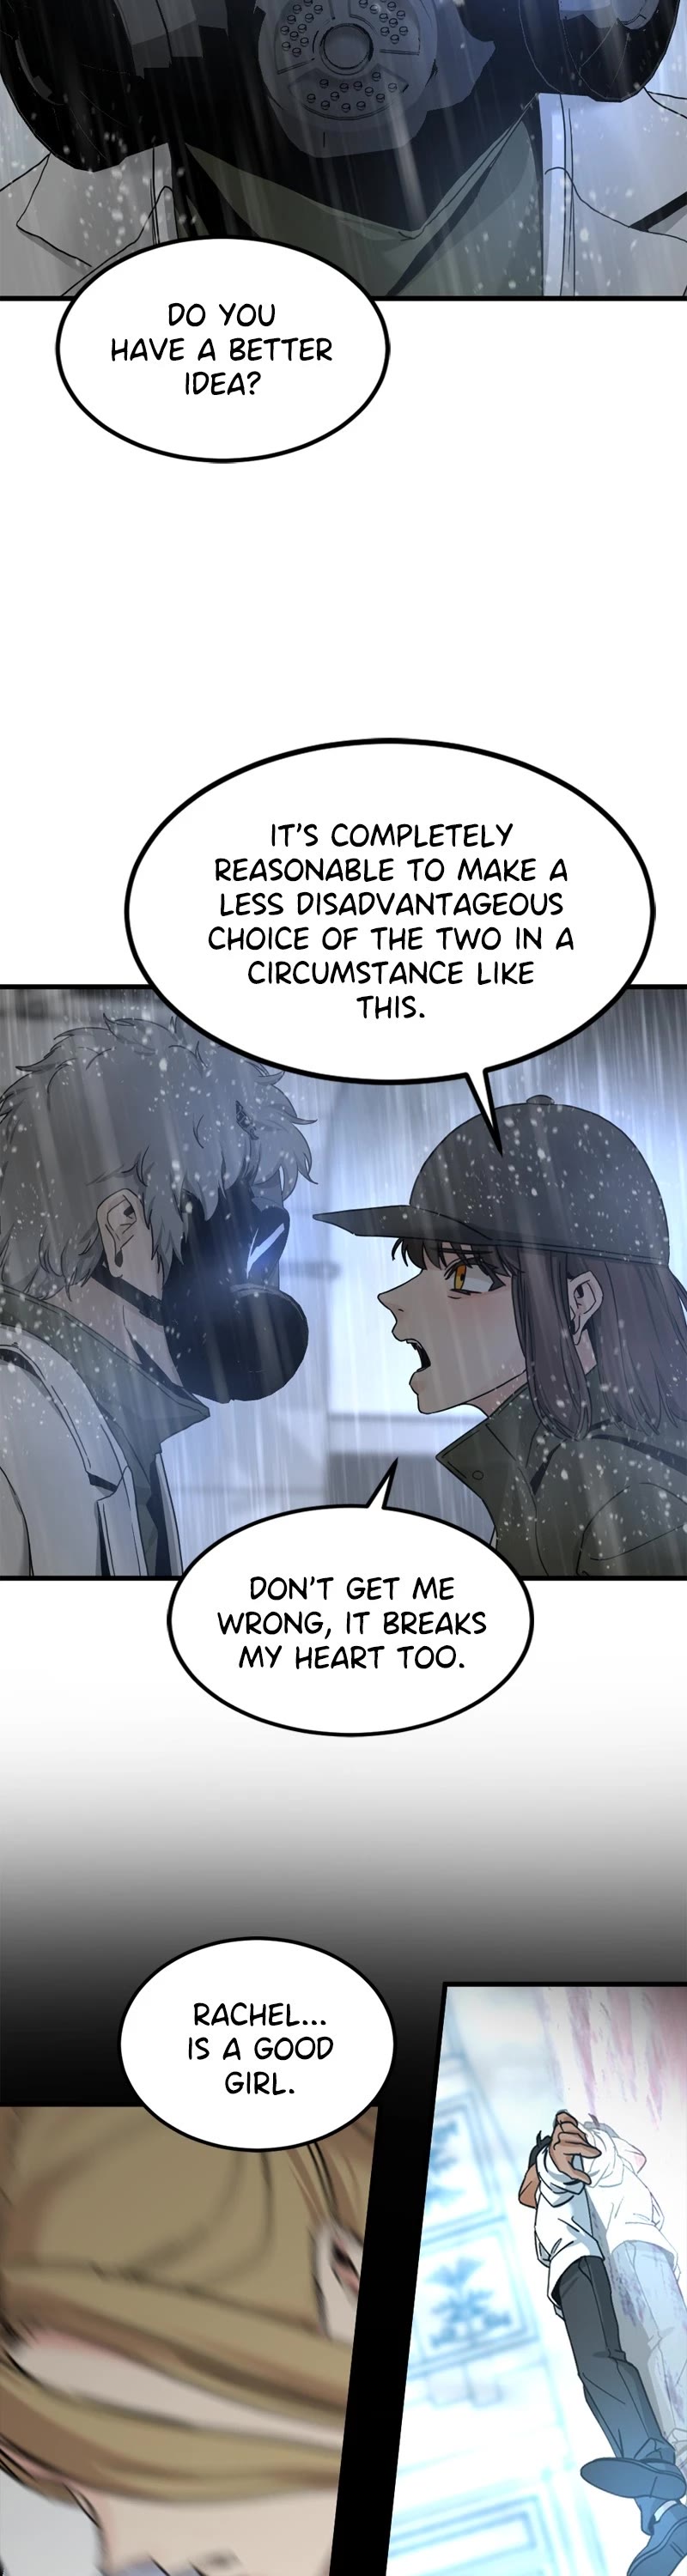 DO YOU
HAVE A BETTER
IDEA?
IT'S COMPLETELY
REASONABLE TO MAKE A
LESS DISADVANTAGEOUS
CHOICE OF THE TWO IN A
CIRCUMSTANCE LIKE
THIS.
DON'T GET ME
WRONG, IT BREAKS
MY HEART TOO.
RACHEL...
IS A GOOD
GIRL.